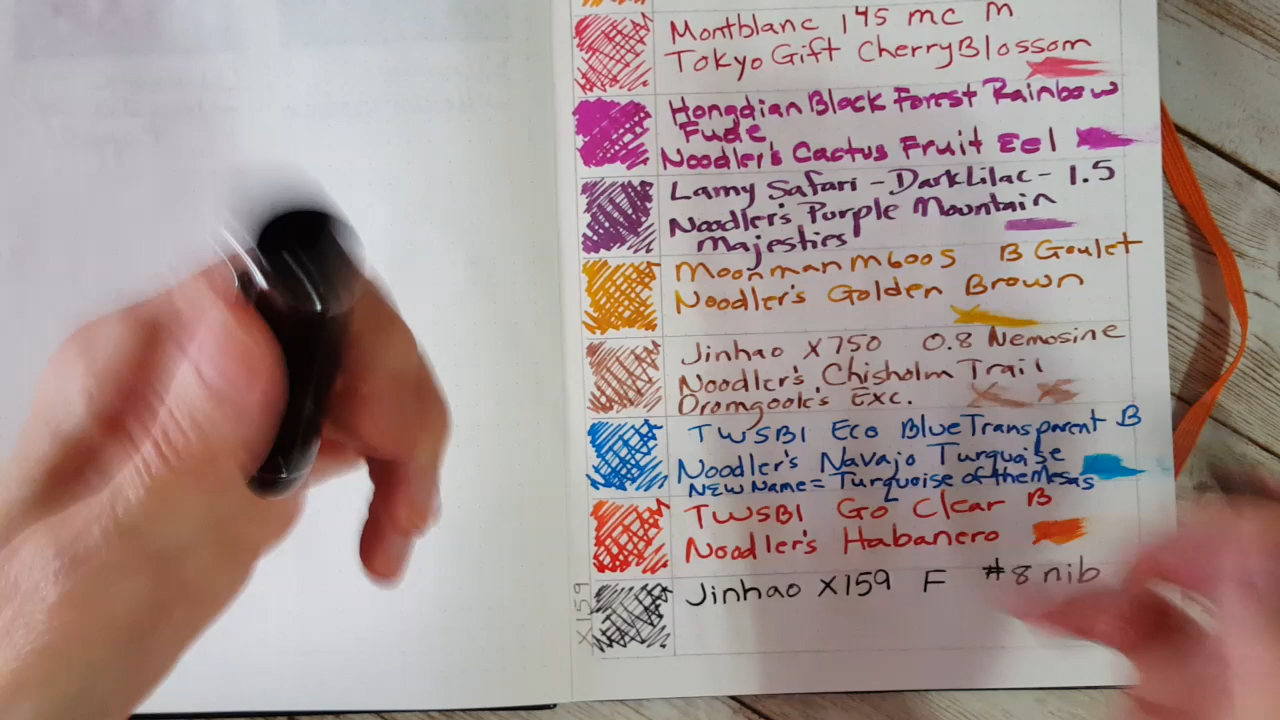 Montblanc 145 mc M
Tokyo Gift Cherry Blossom
Hongdian Black Forest Rainbow
Fude
Noodler's Cactus Fruit Eel
Lamy Safari - Dark Lilac - 1.5
Noodler's Purple Mountain
Majesties
Moonman M600S B Goulet
Noodler's Golden Brown
Jinhao X750 0.8 Nemosine
Noodler's Chisholm Trail
Dromgoole's Exc.
TWSBI Eco Blue Transparent B
Noodler's Navajo Turquoise
New Name = Turquoise of the Mesas
TWSBI Go Clear B
Noodler's Habanero
X159
Jinhao X159 F #8 nib